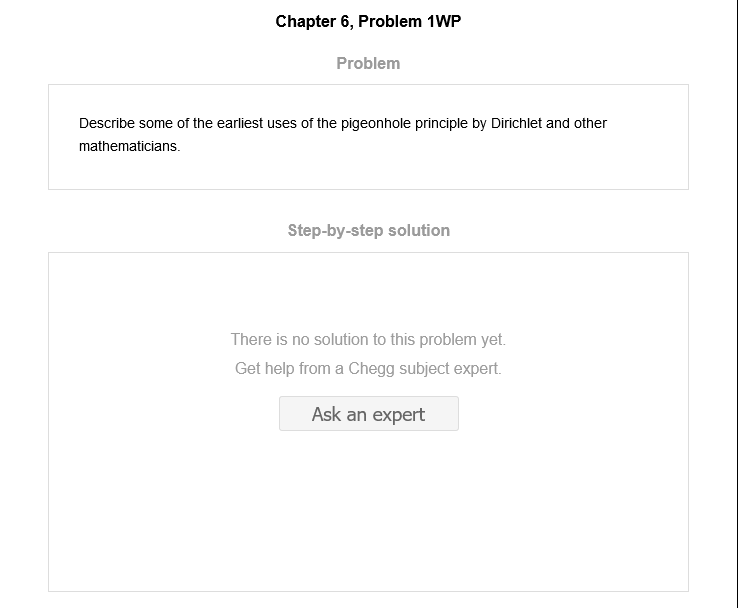 Chapter 6, Problem 1WP
Problem
Describe some of the earliest uses of the pigeonhole principle by Dirichlet and other
mathematicians.
Step-by-step solution
There is no solution to this problem yet.
Get help from a Chegg subject expert.
Ask an expert